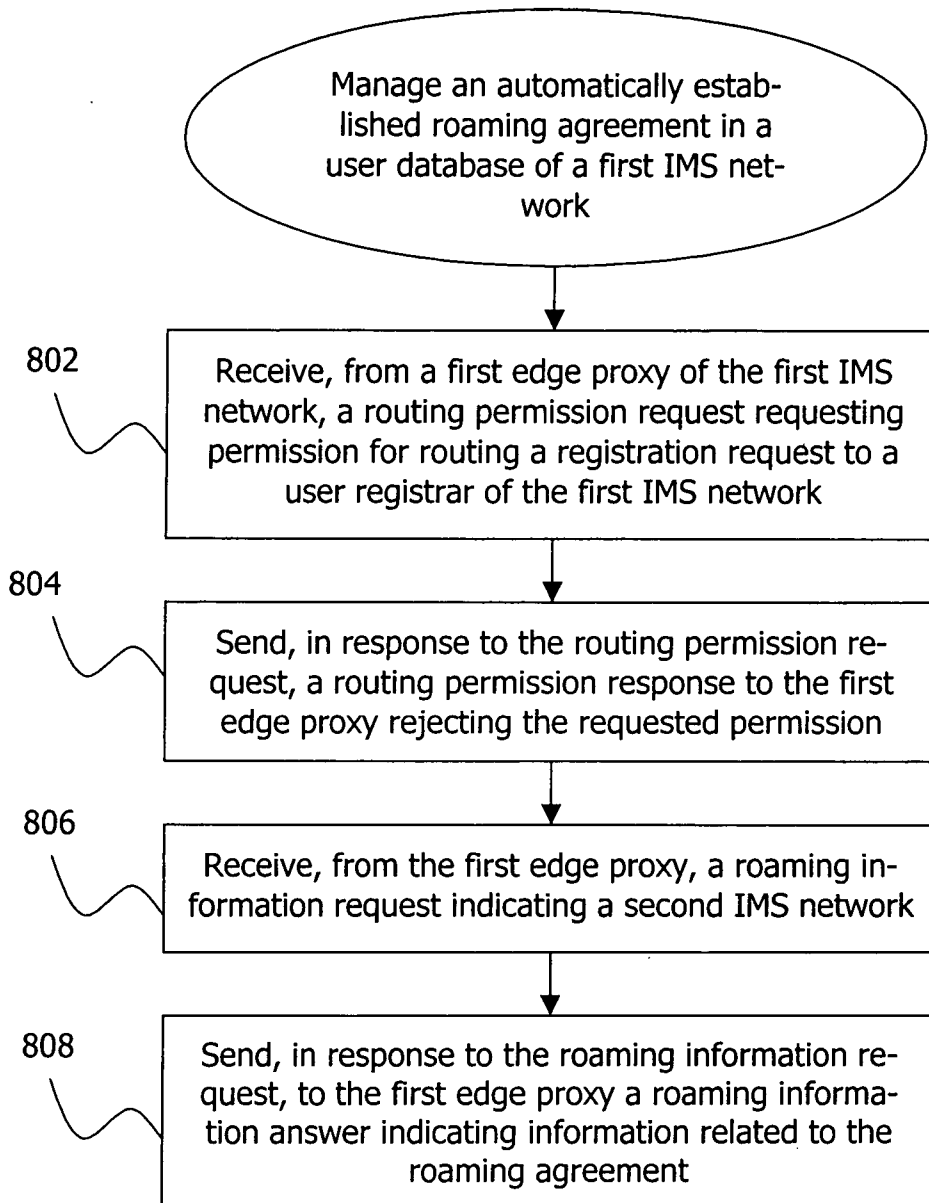 Manage an automatically estab-
lished roaming agreement in a
user database of a first IMS net-
work
802
Receive, from a first edge proxy of the first IMS
network, a routing permission request requesting
permission for routing a registration request to a
user registrar of the first IMS network
804
Send, in response to the routing permission re-
quest, a routing permission response to the first
edge proxy rejecting the requested permission
806
Receive, from the first edge proxy, a roaming in-
formation request indicating a second IMS network
808
Send, in response to the roaming information re-
quest, to the first edge proxy a roaming informa-
tion answer indicating information related to the
roaming agreement